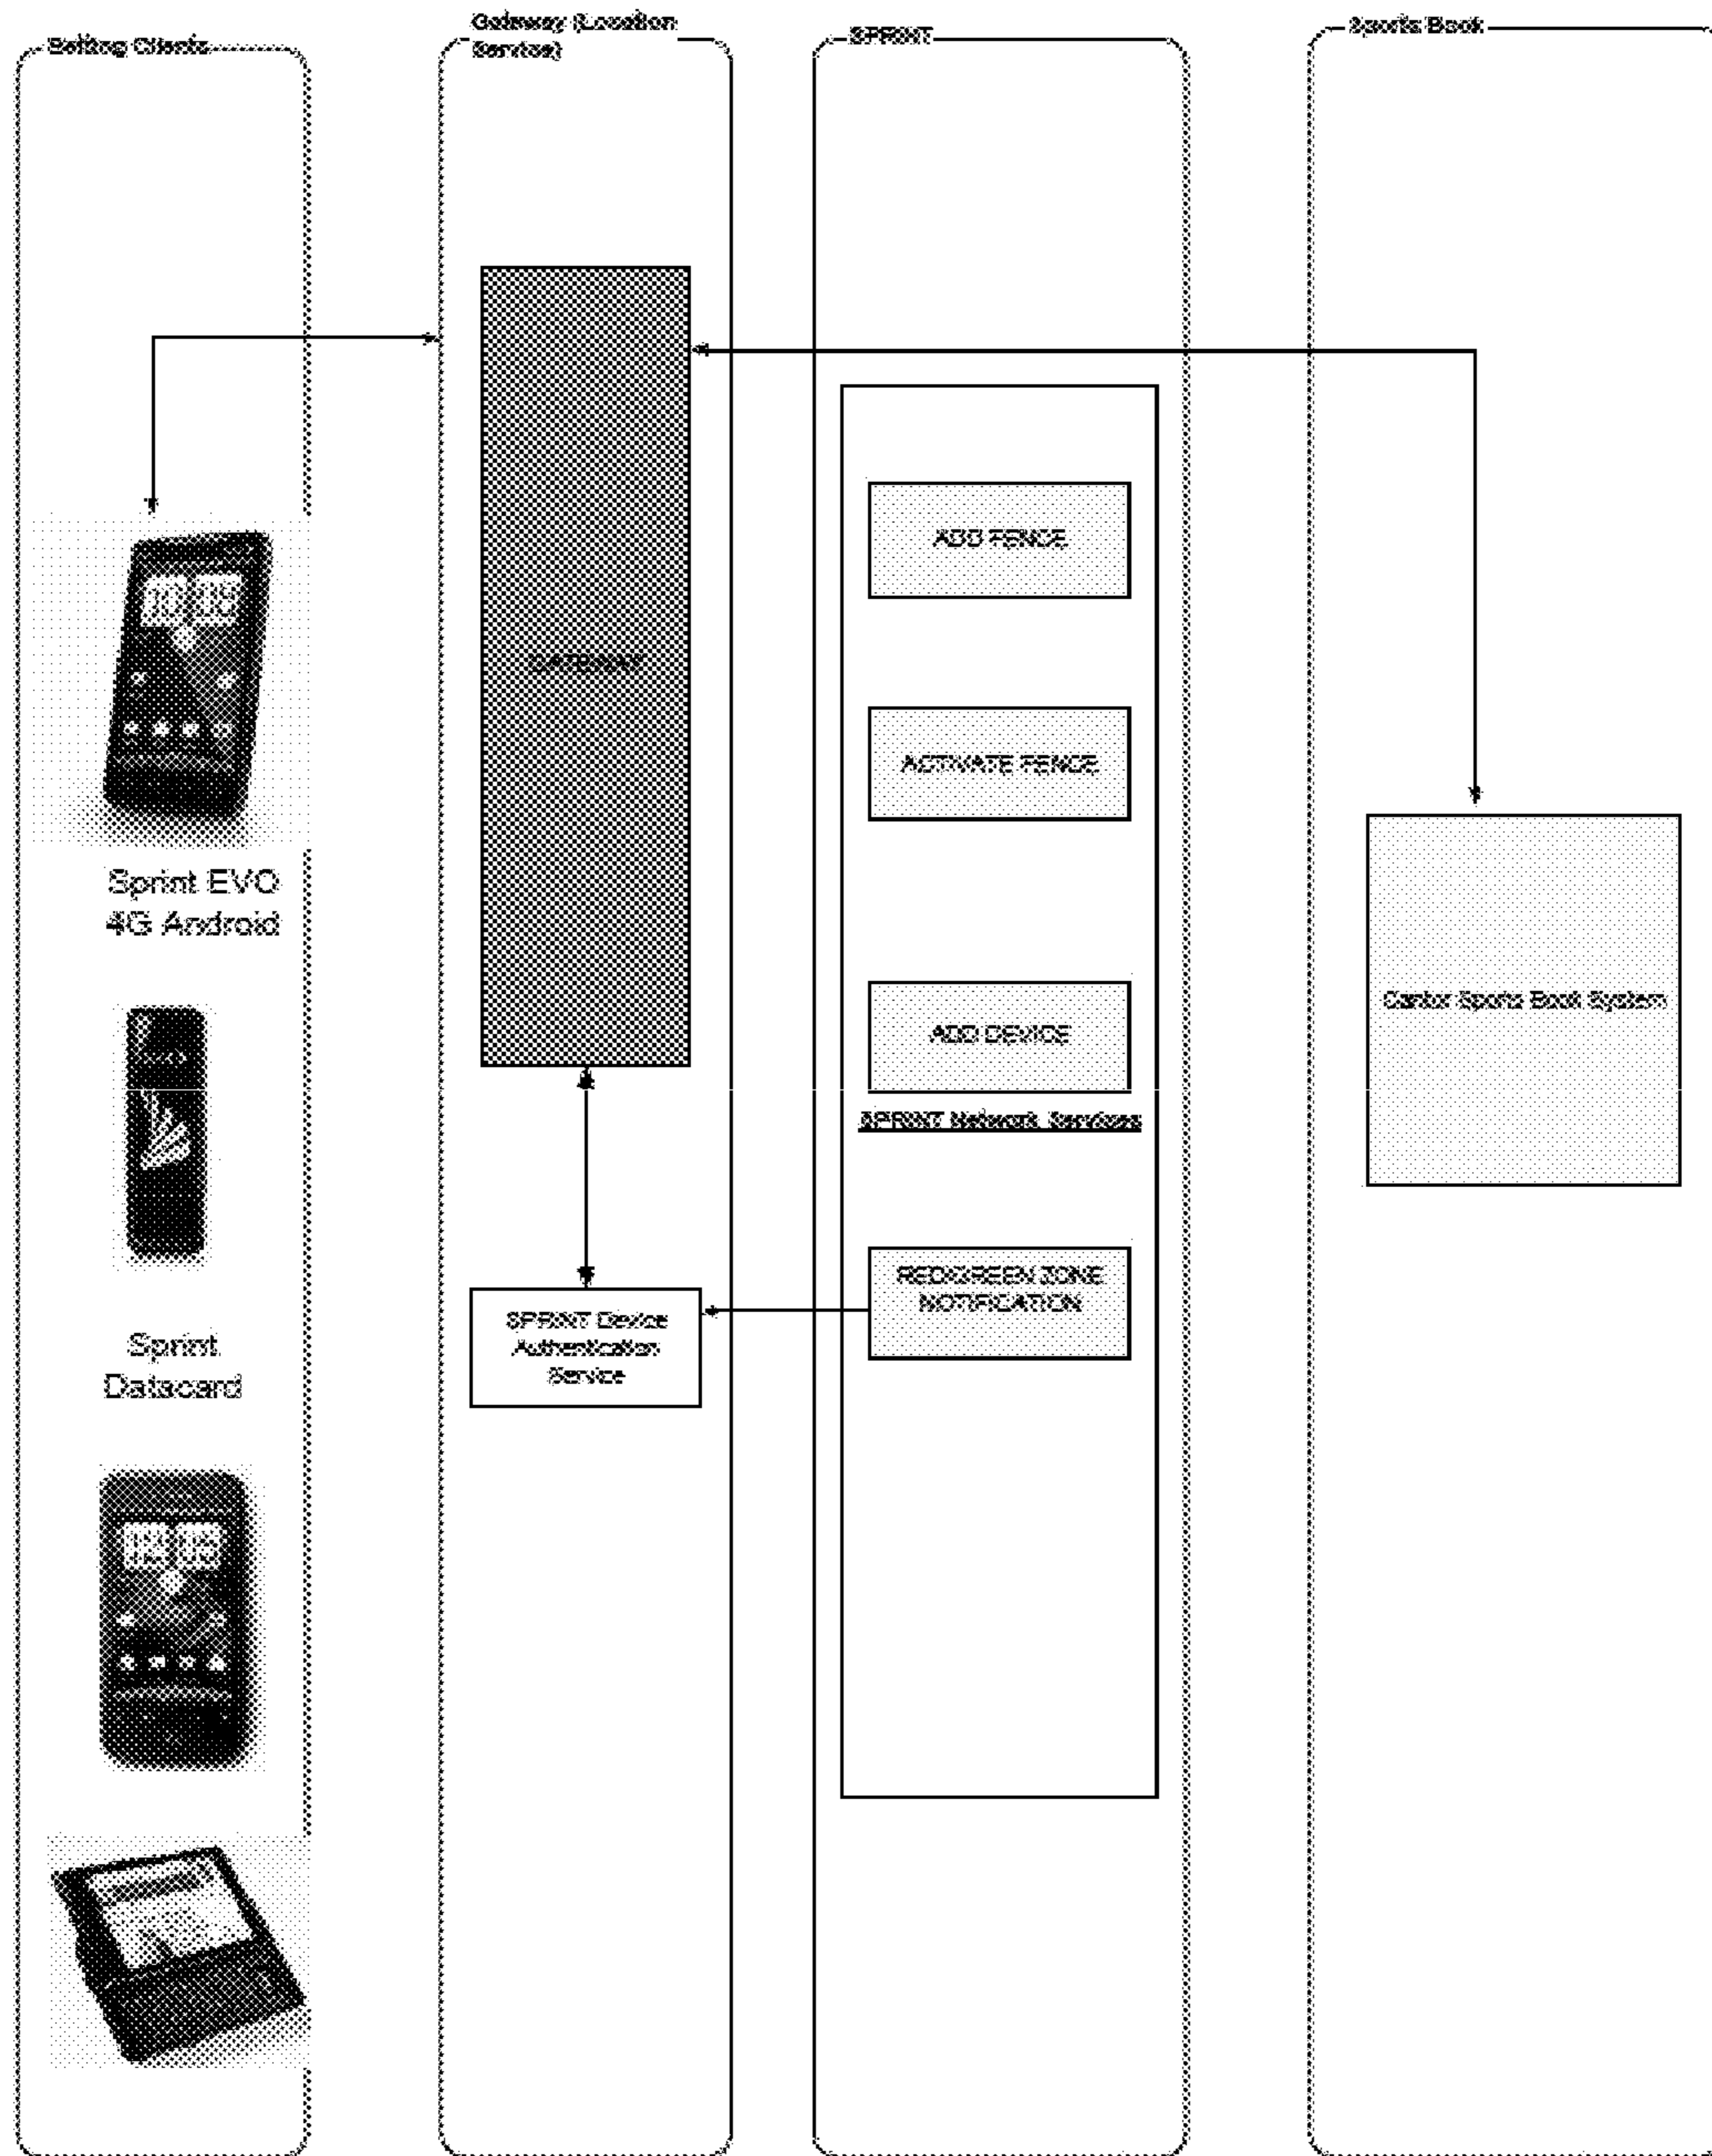 Betting Clients
Gateway (Location
Service)
SPRINT
Sports Book
GATEWAY
ADD FENCE
ACTIVATE FENCE
Sprint EVO
4G Android
ADD DEVICE
Cantor Sports Book System
SPRINT Network Services
RED/GREEN ZONE
NOTIFICATION
SPRINT Device
Authentication
Service
Sprint
Datacard